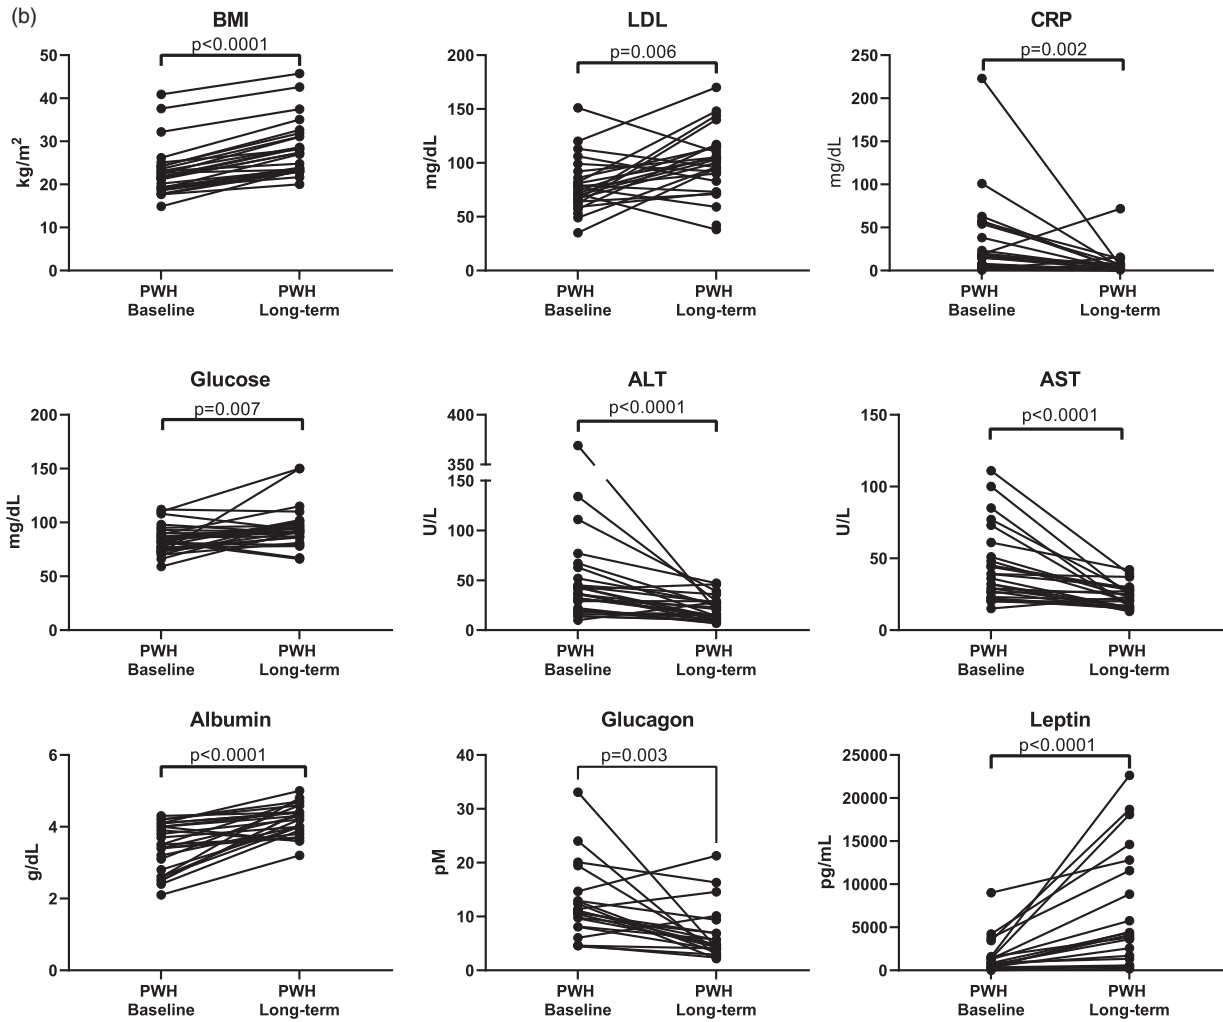 (b)
BMI
p<0.0001
50
40
30
20
10
0
kg/m²
PWH
Baseline
PWH
Long-term
LDL
p=0.006
200
150
100
50
0
mg/dL
PWH
Baseline
PWH
Long-term
CRP
p=0.002
250
200
150
100
50
0
mg/dL
PWH
Baseline
PWH
Long-term
Glucose
p=0.007
200
150
100
50
0
mg/dL
PWH
Baseline
PWH
Long-term
ALT
p<0.0001
400
350
150
100
50
0
U/L
PWH
Baseline
PWH
Long-term
AST
p<0.0001
150
100
50
0
U/L
PWH
Baseline
PWH
Long-term
Albumin
p<0.0001
6
4
2
0
g/dL
PWH
Baseline
PWH
Long-term
Glucagon
p=0.003
40
30
20
10
0
pM
PWH
Baseline
PWH
Long-term
Leptin
p<0.0001
25000
20000
15000
10000
5000
0
pg/mL
PWH
Baseline
PWH
Long-term